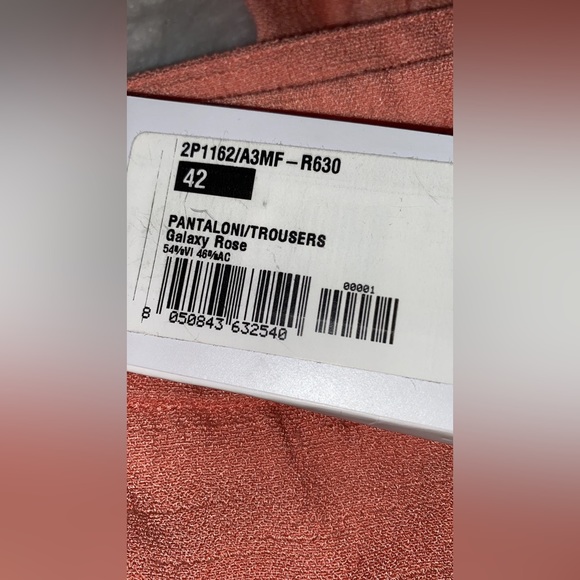 2P1162/A3MF-R630
42
PANTALONI/TROUSERS
Galaxy Rose
54%VI 46%AC
00001
8 050843 632540